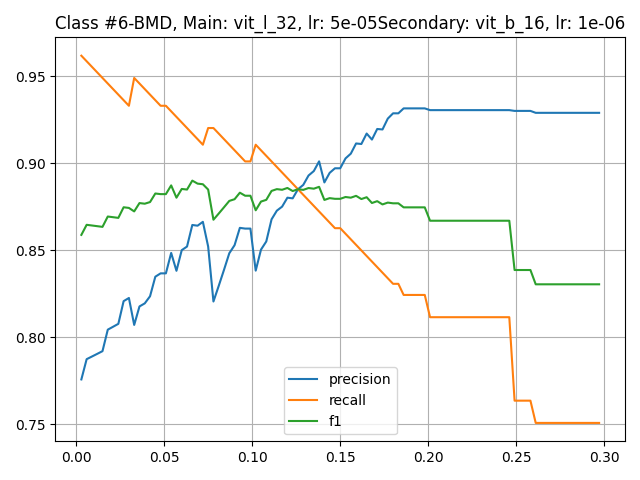 Class #6-BMD, Main: vit_l_32, lr: 5e-05Secondary: vit_b_16, lr: 1e-06
0.95
0.90
0.85
0.80
0.75
precision
recall
f1
0.00 0.05 0.10 0.15 0.20 0.25 0.30